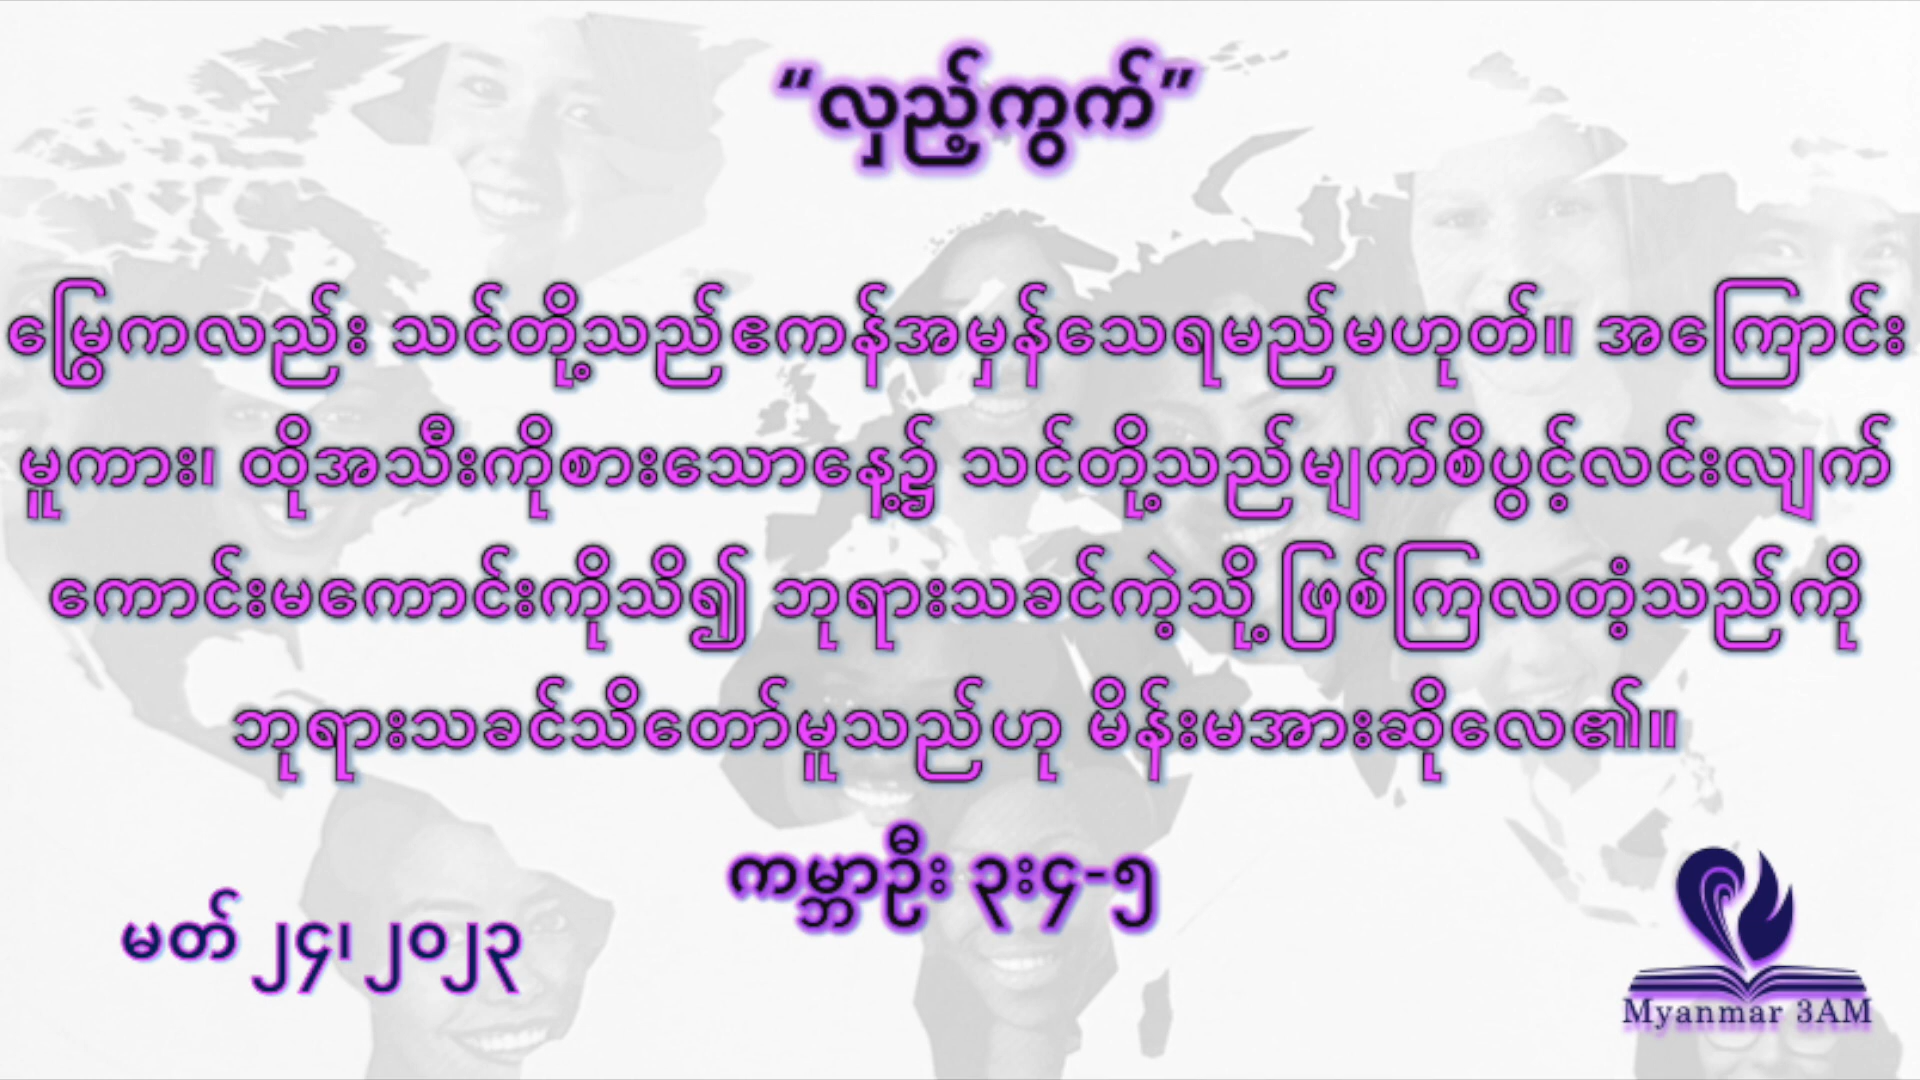 “လှည့်ကွက်”
မြွေကလည်း သင်တို့သည်ဧကန်အမှန်သေရမည်မဟုတ်။ အကြောင်း
မူကား၊ ထိုအသီးကိုစားသောနေ့၌ သင်တို့သည်မျက်စိပွင့်လင်းလျက်
ကောင်းမကောင်းကိုသိ၍ ဘုရားသခင်ကဲ့သို့ ဖြစ်ကြလတံ့သည်ကို
ဘုရားသခင်သိတော်မူသည်ဟု မိန်းမအားဆိုလေ၏။
ကမ္ဘာဦး ၃း၄-၅
မတ် ၂၄၊ ၂၀၂၃
Myanmar 3AM